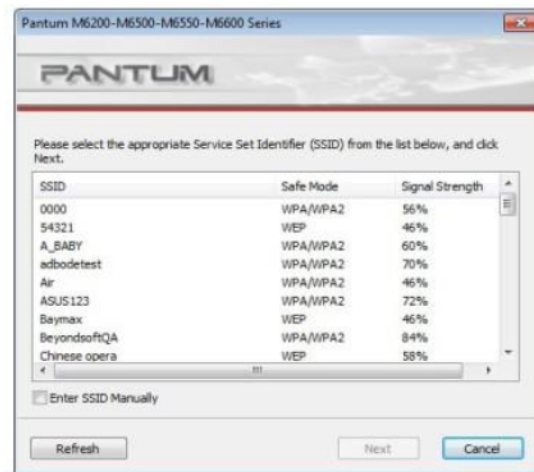 Pantum M6200-M6500-M6550-M6600 Series
PANTUM
Please select the appropriate Service Set Identifier (SSID) from the list below, and click
Next.
SSID Safe Mode Signal Strength
0000 WPA/WPA2 56%
54321 WEP 46%
A_BABY WPA/WPA2 60%
adbodetest WPA/WPA2 70%
Air WPA/WPA2 46%
ASUS123 WPA/WPA2 72%
Baymax WEP 46%
BeyondsoftQA WPA/WPA2 84%
Chinese opera WEP 58%
Enter SSID Manually
Refresh Next Cancel